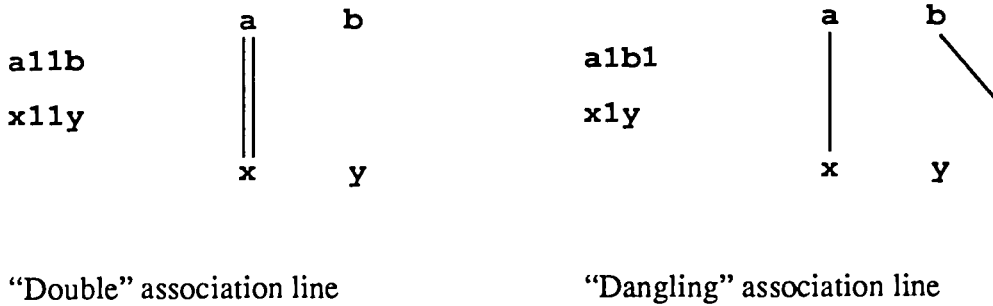 a b
a11b
x11y
x y
"Double" association line
a b
a1b1
x1y
x y
"Dangling" association line